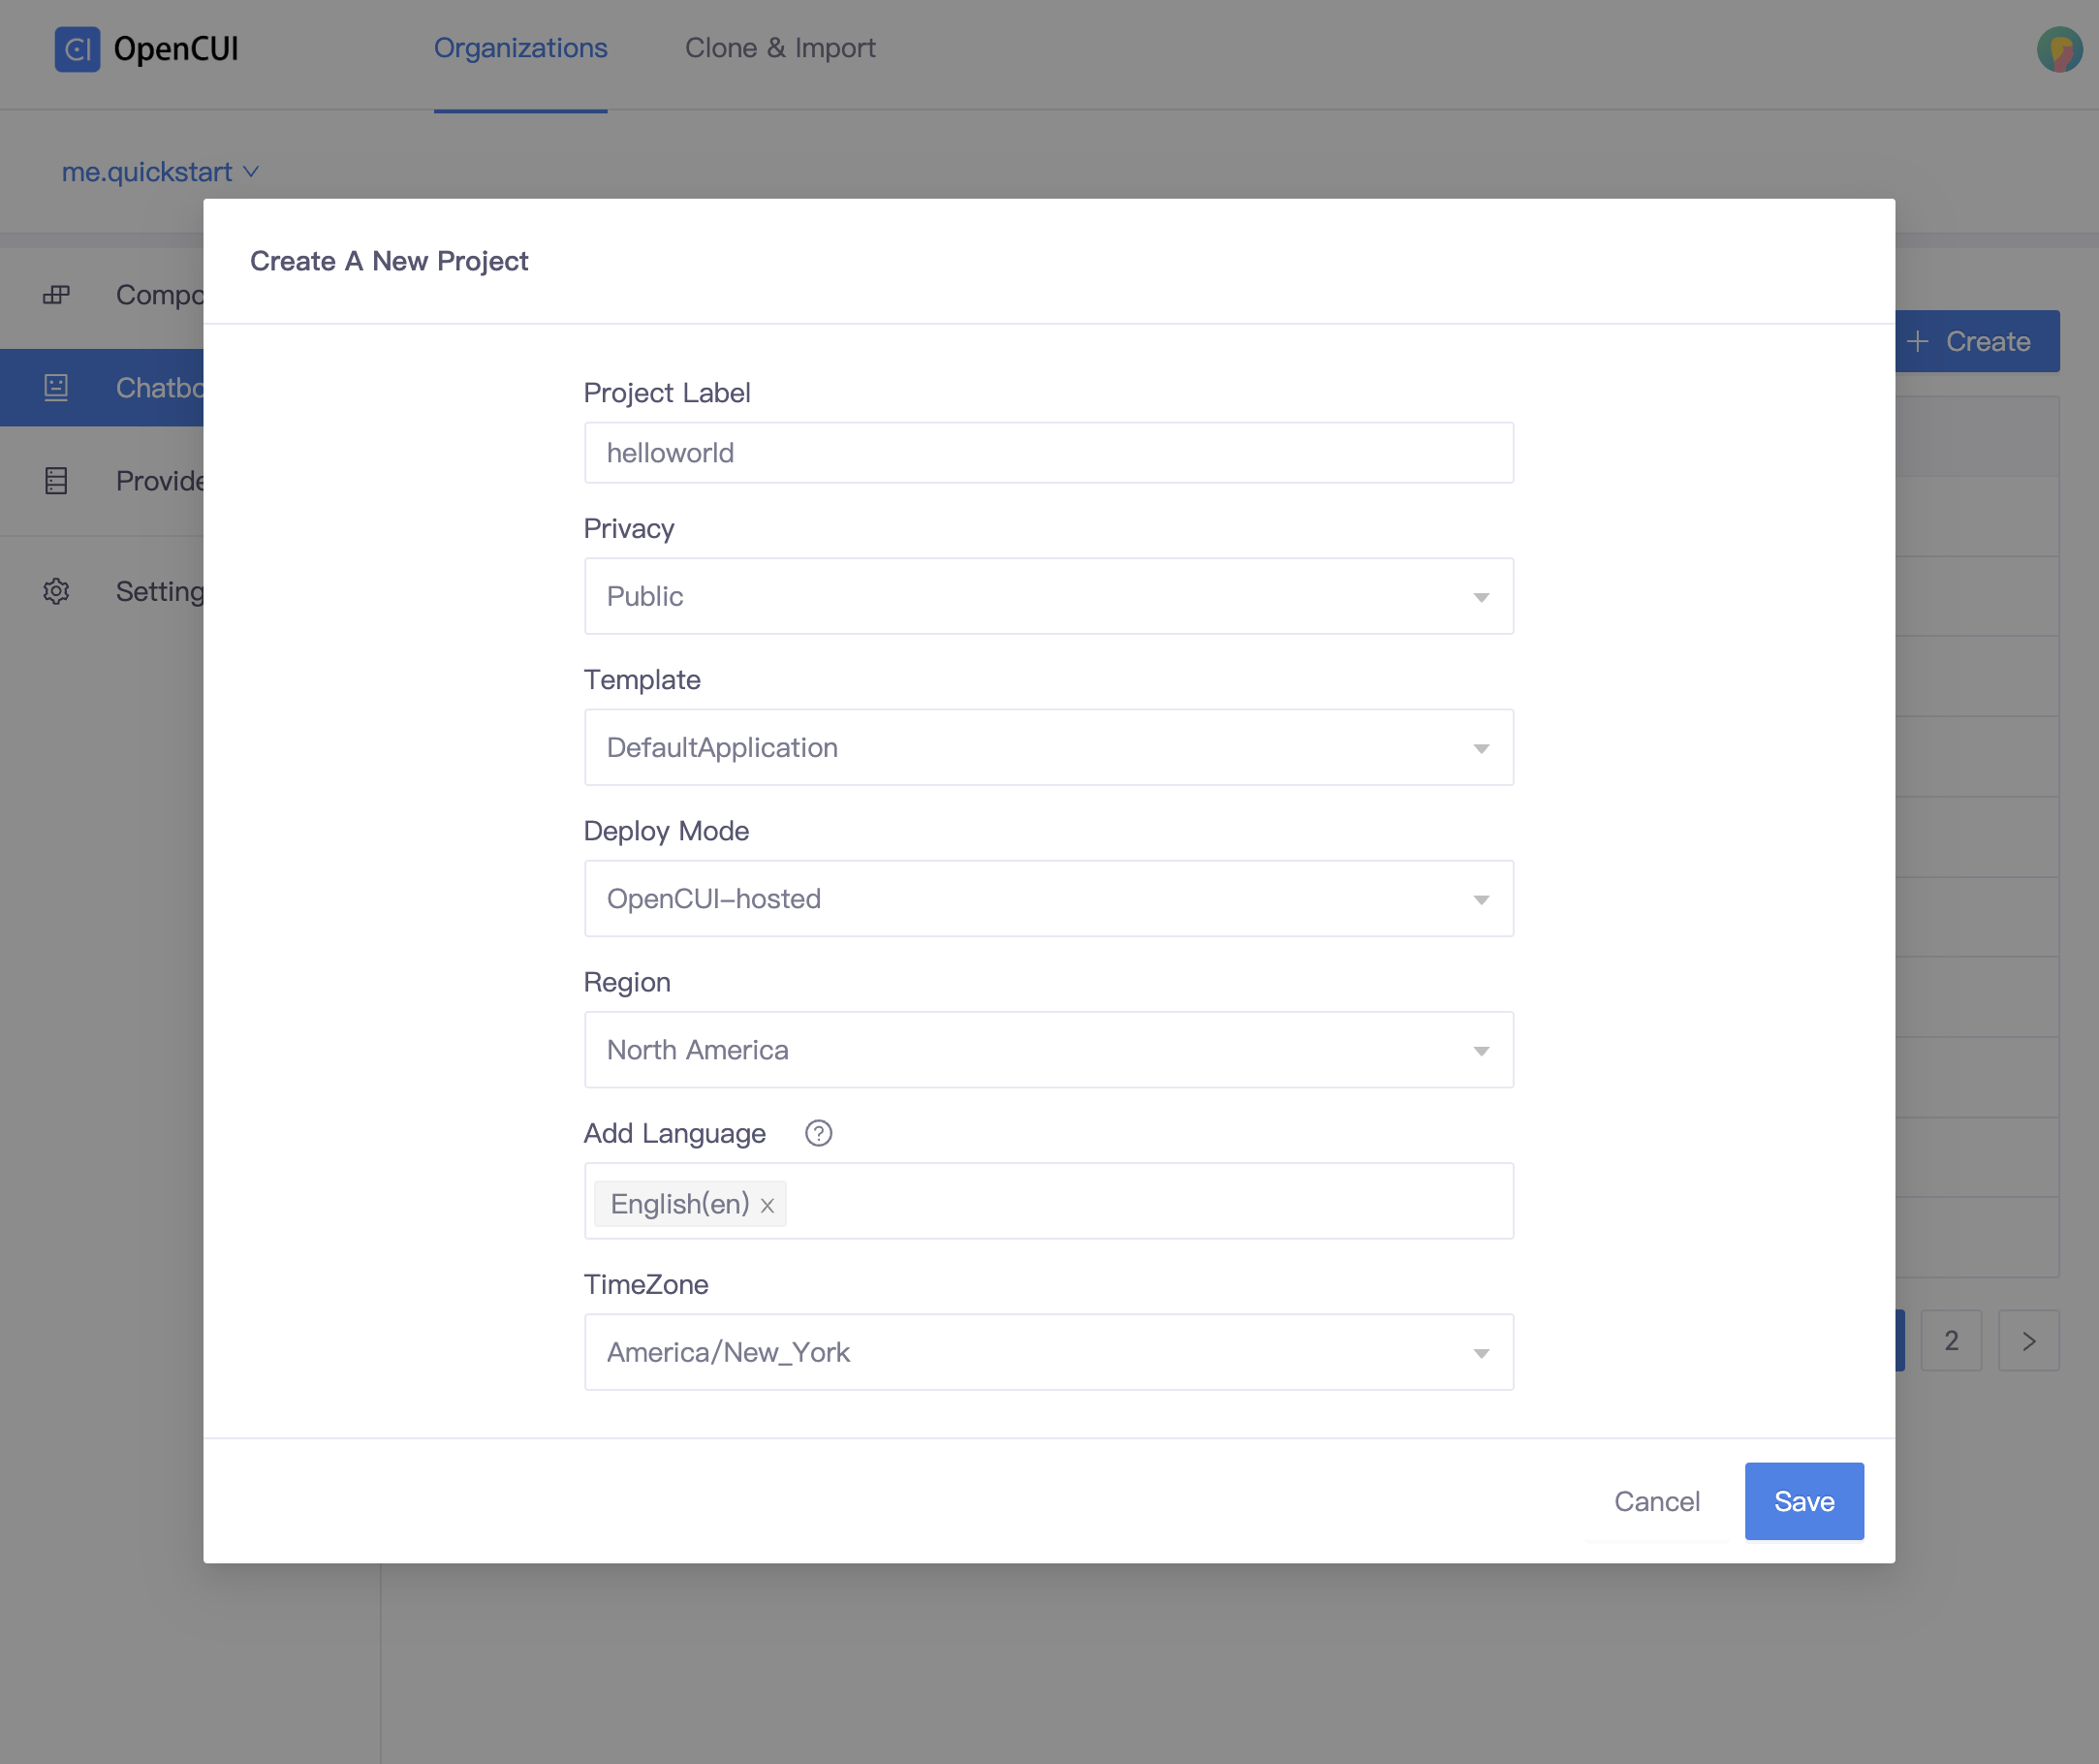 CI OpenCUI
Organizations
Clone & Import
me.quickstart
Create A New Project
Compo
Create
Chatbo
Provide
Setting
Project Label
helloworld
Privacy
Public
Template
DefaultApplication
Deploy Mode
OpenCUI-hosted
Region
North America
Add Language ?
English(en) x
TimeZone
America/New_York
2 >
Cancel
Save